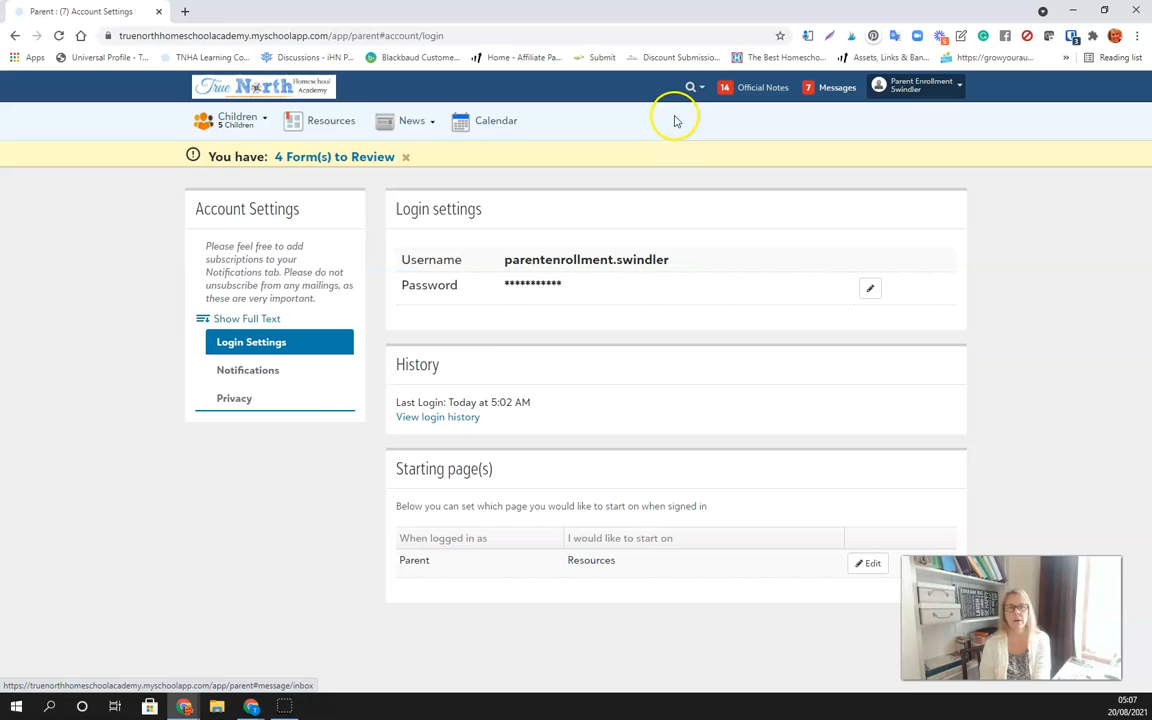 Parent : (7) Account Settings
truenorthhomeschoolacademy.myschoolapp.com/app/parent#account/login
Apps
Universal Profile - T...
TNHA Learning Co...
Discussions - iHN P...
Blackbaud Custome...
Home - Affiliate Pa...
Submit
Discount Submissio...
The Best Homescho...
Assets, Links & Ban...
https://growyourau...
»
Reading list
True North Homeschool Academy
14 Official Notes
7 Messages
Parent Enrollment
Swindler
Children
5 Children
Resources
News
Calendar
You have: 4 Form(s) to Review ×
Account Settings
Please feel free to add
subscriptions to your
Notifications tab. Please do not
unsubscribe from any mailings, as
these are very important.
Show Full Text
Login Settings
Notifications
Privacy
Login settings
Username parentenrollment.swindler
Password ***********
History
Last Login: Today at 5:02 AM
View login history
Starting page(s)
Below you can set which page you would like to start on when signed in
When logged in as I would like to start on
Parent Resources Edit
https://truenorthhomeschoolacademy.myschoolapp.com/app/parent#message/inbox
05:07
20/08/2021